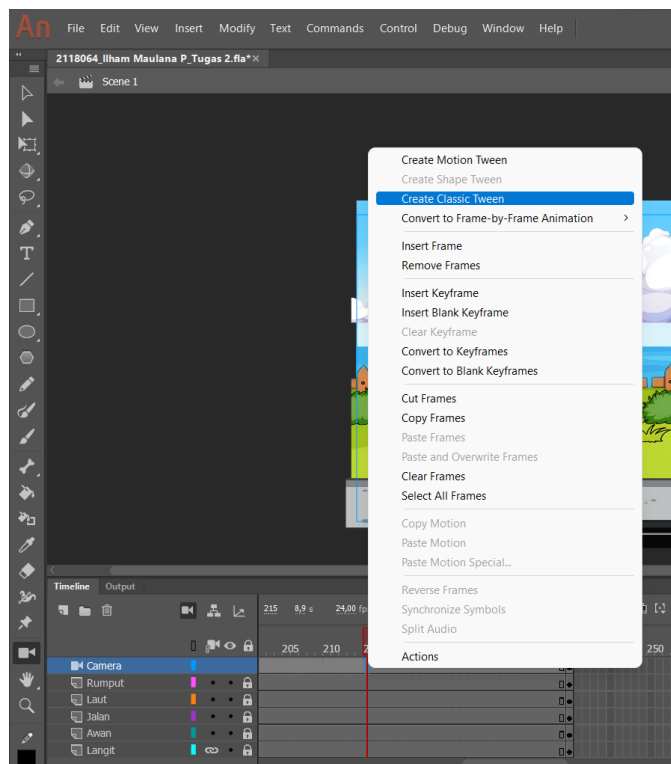 An File Edit View Insert Modify Text Commands Control Debug Window Help
2118064_Ilham Maulana P_Tugas 2.fla*×
Scene 1
Create Motion Tween
Create Shape Tween
Create Classic Tween
Convert to Frame-by-Frame Animation
Insert Frame
Remove Frames
Insert Keyframe
Insert Blank Keyframe
Clear Keyframe
Convert to Keyframes
Convert to Blank Keyframes
Cut Frames
Copy Frames
Paste Frames
Paste and Overwrite Frames
Clear Frames
Select All Frames
Copy Motion
Paste Motion
Paste Motion Special...
Reverse Frames
Synchronize Symbols
Split Audio
Actions
Timeline Output
215 8,9 s 24,00 fp
205 210 2 250
Camera
Rumput
Laut
Jalan
Awan
Langit